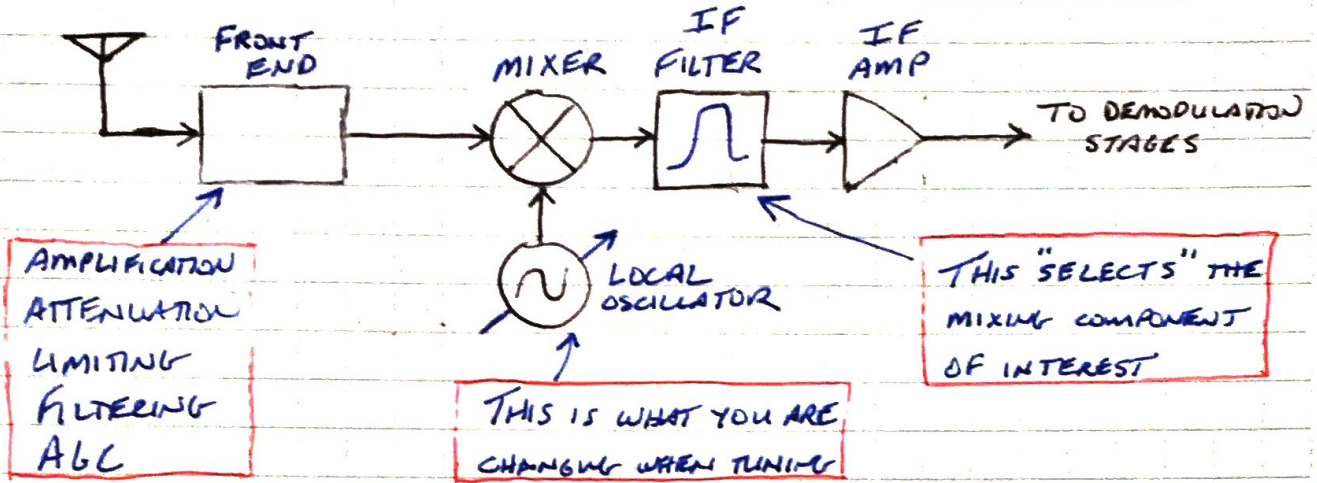 FRONT
END
MIXER
IF
FILTER
IF
AMP
TO DEMODULATION
STAGES
LOCAL
OSCILLATOR
AMPLIFICATION
ATTENUATION
LIMITING
FILTERING
AGC
THIS IS WHAT YOU ARE
CHANGING WHEN TUNING
THIS "SELECTS" THE
MIXING COMPONENT
OF INTEREST